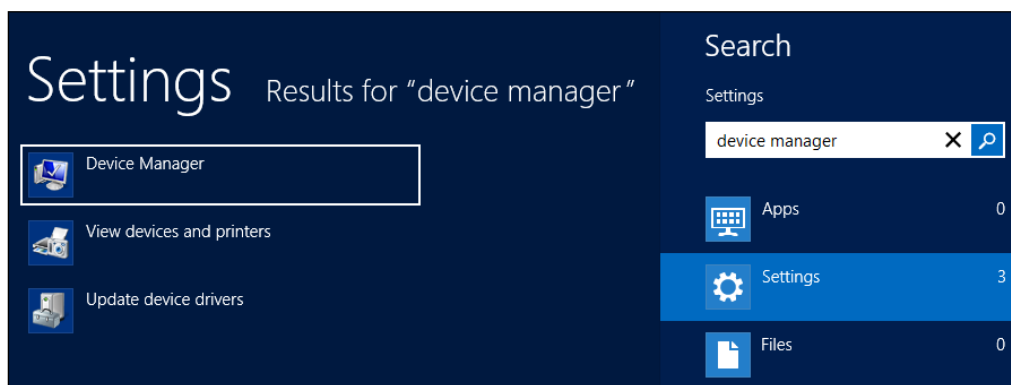 Settings Results for "device manager"
Device Manager
View devices and printers
Update device drivers
Search
Settings
device manager
Apps 0
Settings 3
Files 0